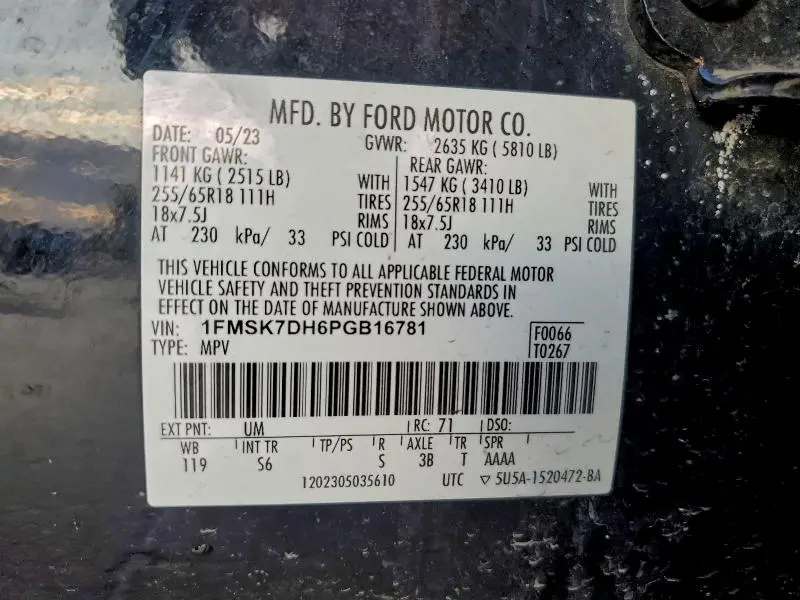 MFD. BY FORD MOTOR CO.
DATE: 05/23 GVWR: 2635 KG ( 5810 LB)
FRONT GAWR: REAR GAWR:
1141 KG ( 2515 LB) WITH 1547 KG ( 3410 LB) WITH
255/65R18 111H TIRES 255/65R18 111H TIRES
18x7.5J RIMS 18x7.5J RIMS
AT 230 kPa/ 33 PSI COLD AT 230 kPa/ 33 PSI COLD
THIS VEHICLE CONFORMS TO ALL APPLICABLE FEDERAL MOTOR
VEHICLE SAFETY AND THEFT PREVENTION STANDARDS IN
EFFECT ON THE DATE OF MANUFACTURE SHOWN ABOVE.
VIN: 1FMSK7DH6PGB16781 F0066
TYPE: MPV T0267
EXT PNT: UM RC: 71 DSO:
WB INT TR TP/PS R AXLE TR SPR
119 S6 S 3B T AAAA
1202305035610 UTC ▽ 5U5A-1520472-BA